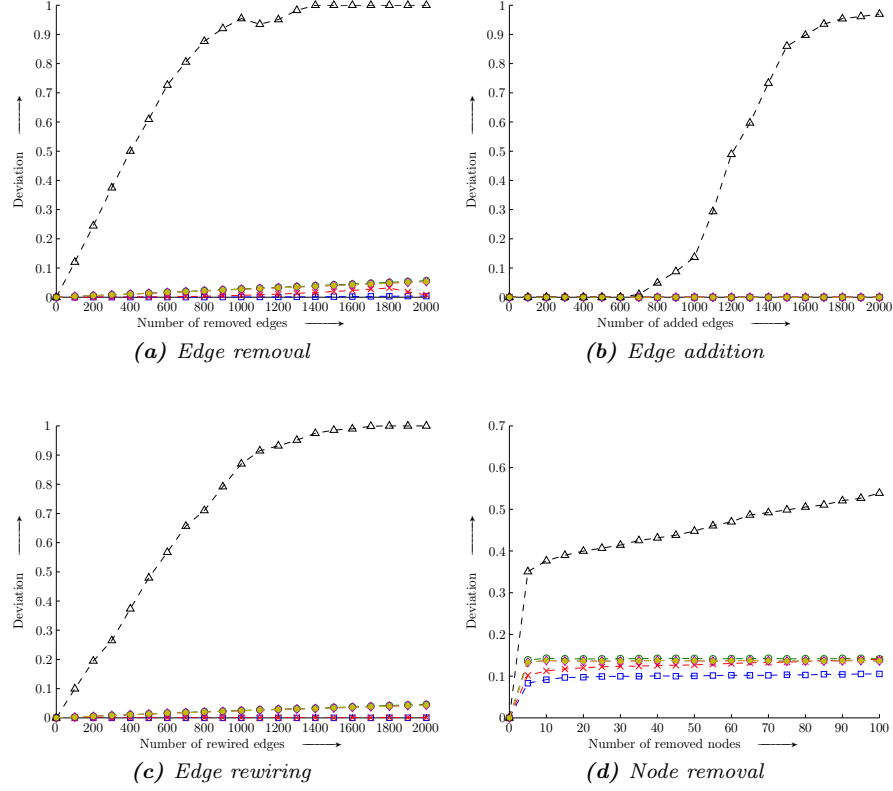 1
0.9
0.8
0.7
0.6
0.5
0.4
0.3
0.2
0.1
0
Deviation
0 200 400 600 800 1000 1200 1400 1600 1800 2000
Number of removed edges
(a) Edge removal
1
0.9
0.8
0.7
0.6
0.5
0.4
0.3
0.2
0.1
0
Deviation
0 200 400 600 800 1000 1200 1400 1600 1800 2000
Number of added edges
(b) Edge addition
1
0.9
0.8
0.7
0.6
0.5
0.4
0.3
0.2
0.1
0
Deviation
0 200 400 600 800 1000 1200 1400 1600 1800 2000
Number of rewired edges
(c) Edge rewiring
0.7
0.6
0.5
0.4
0.3
0.2
0.1
0
Deviation
0 10 20 30 40 50 60 70 80 90 100
Number of removed nodes
(d) Node removal